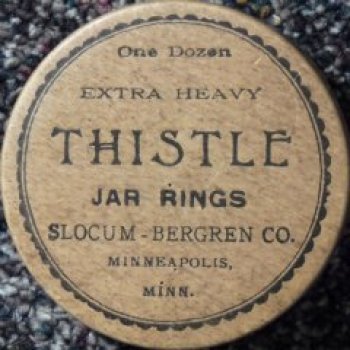 One Dozen
EXTRA HEAVY
THISTLE
JAR RINGS
SLOCUM-BERGREN CO.
MINNEAPOLIS,
MINN.